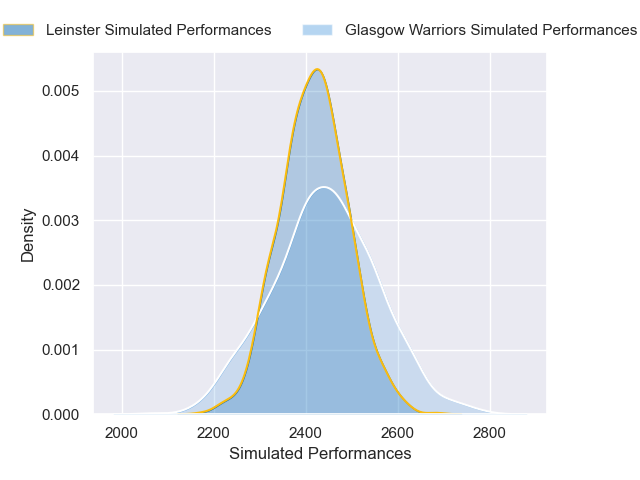 Leinster Simulated Performances Glasgow Warriors Simulated Performances
0.005
0.004
0.003
0.002
0.001
0.000
Density
2000 2200 2400 2600 2800
Simulated Performances